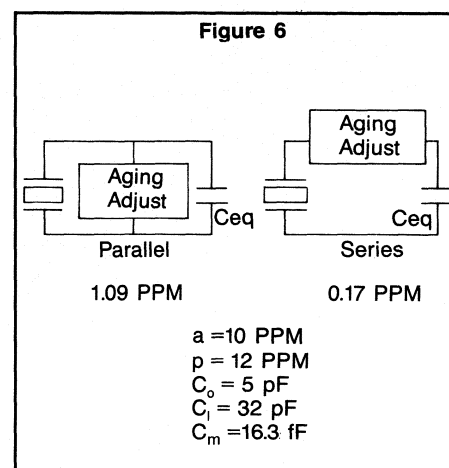 Figure 6
Aging
Adjust
Ceq
Parallel
1.09 PPM
Aging
Adjust
Ceq
Series
0.17 PPM
a =10 PPM
p = 12 PPM
Co = 5 pF
Cl = 32 pF
Cm =16.3 fF